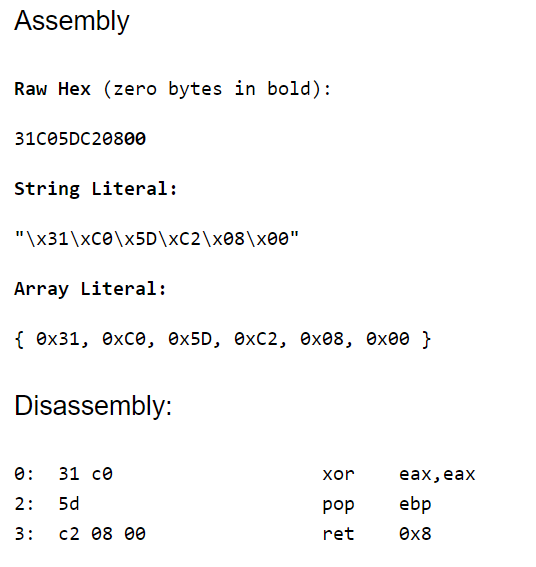 Assembly
Raw Hex (zero bytes in bold):
31C05DC20800
String Literal:
"\x31\xC0\x5D\xC2\x08\x00"
Array Literal:
{ 0x31, 0xC0, 0x5D, 0xC2, 0x08, 0x00 }
Disassembly:
0:  31 c0                   xor    eax,eax
2:  5d                      pop    ebp
3:  c2 08 00                ret    0x8